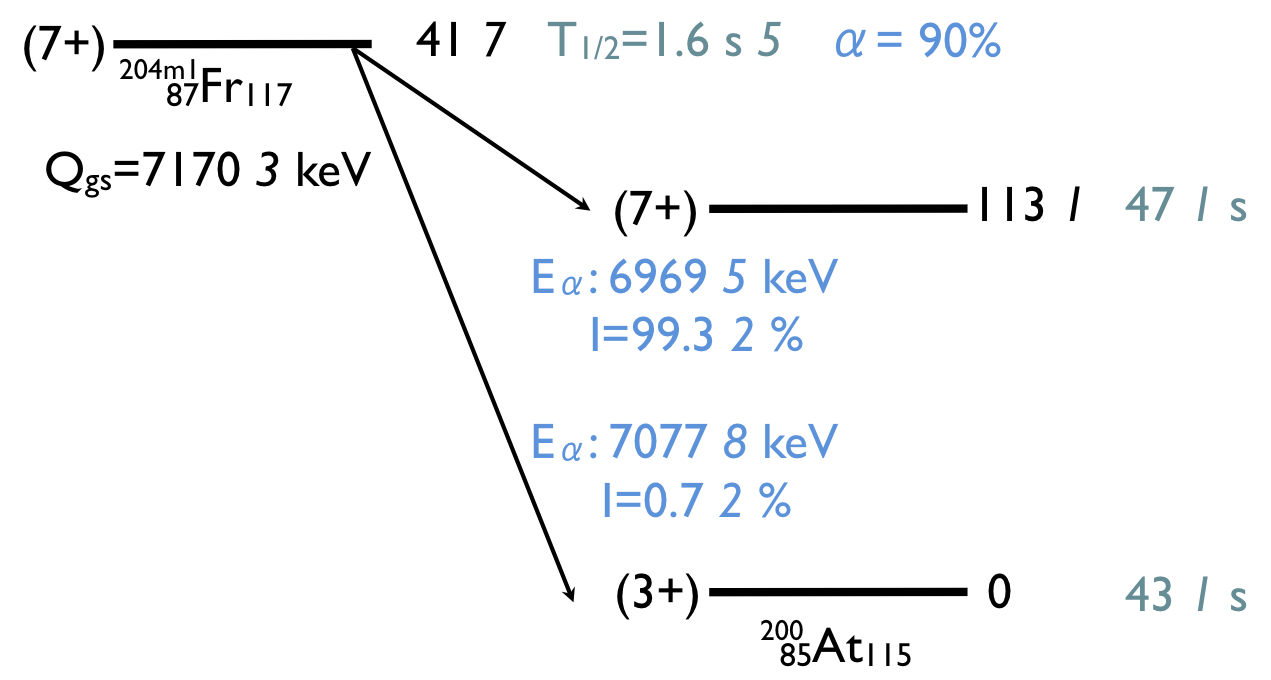 (7+) 41 7 T1/2=1.6 s 5 α = 90%
204m1 87Fr117
Qgs=7170 3 keV
(7+) 113 1 47 1 s
Eα: 6969 5 keV
I=99.3 2 %
Eα: 7077 8 keV
I=0.7 2 %
(3+) 0 43 1 s
200 85At115